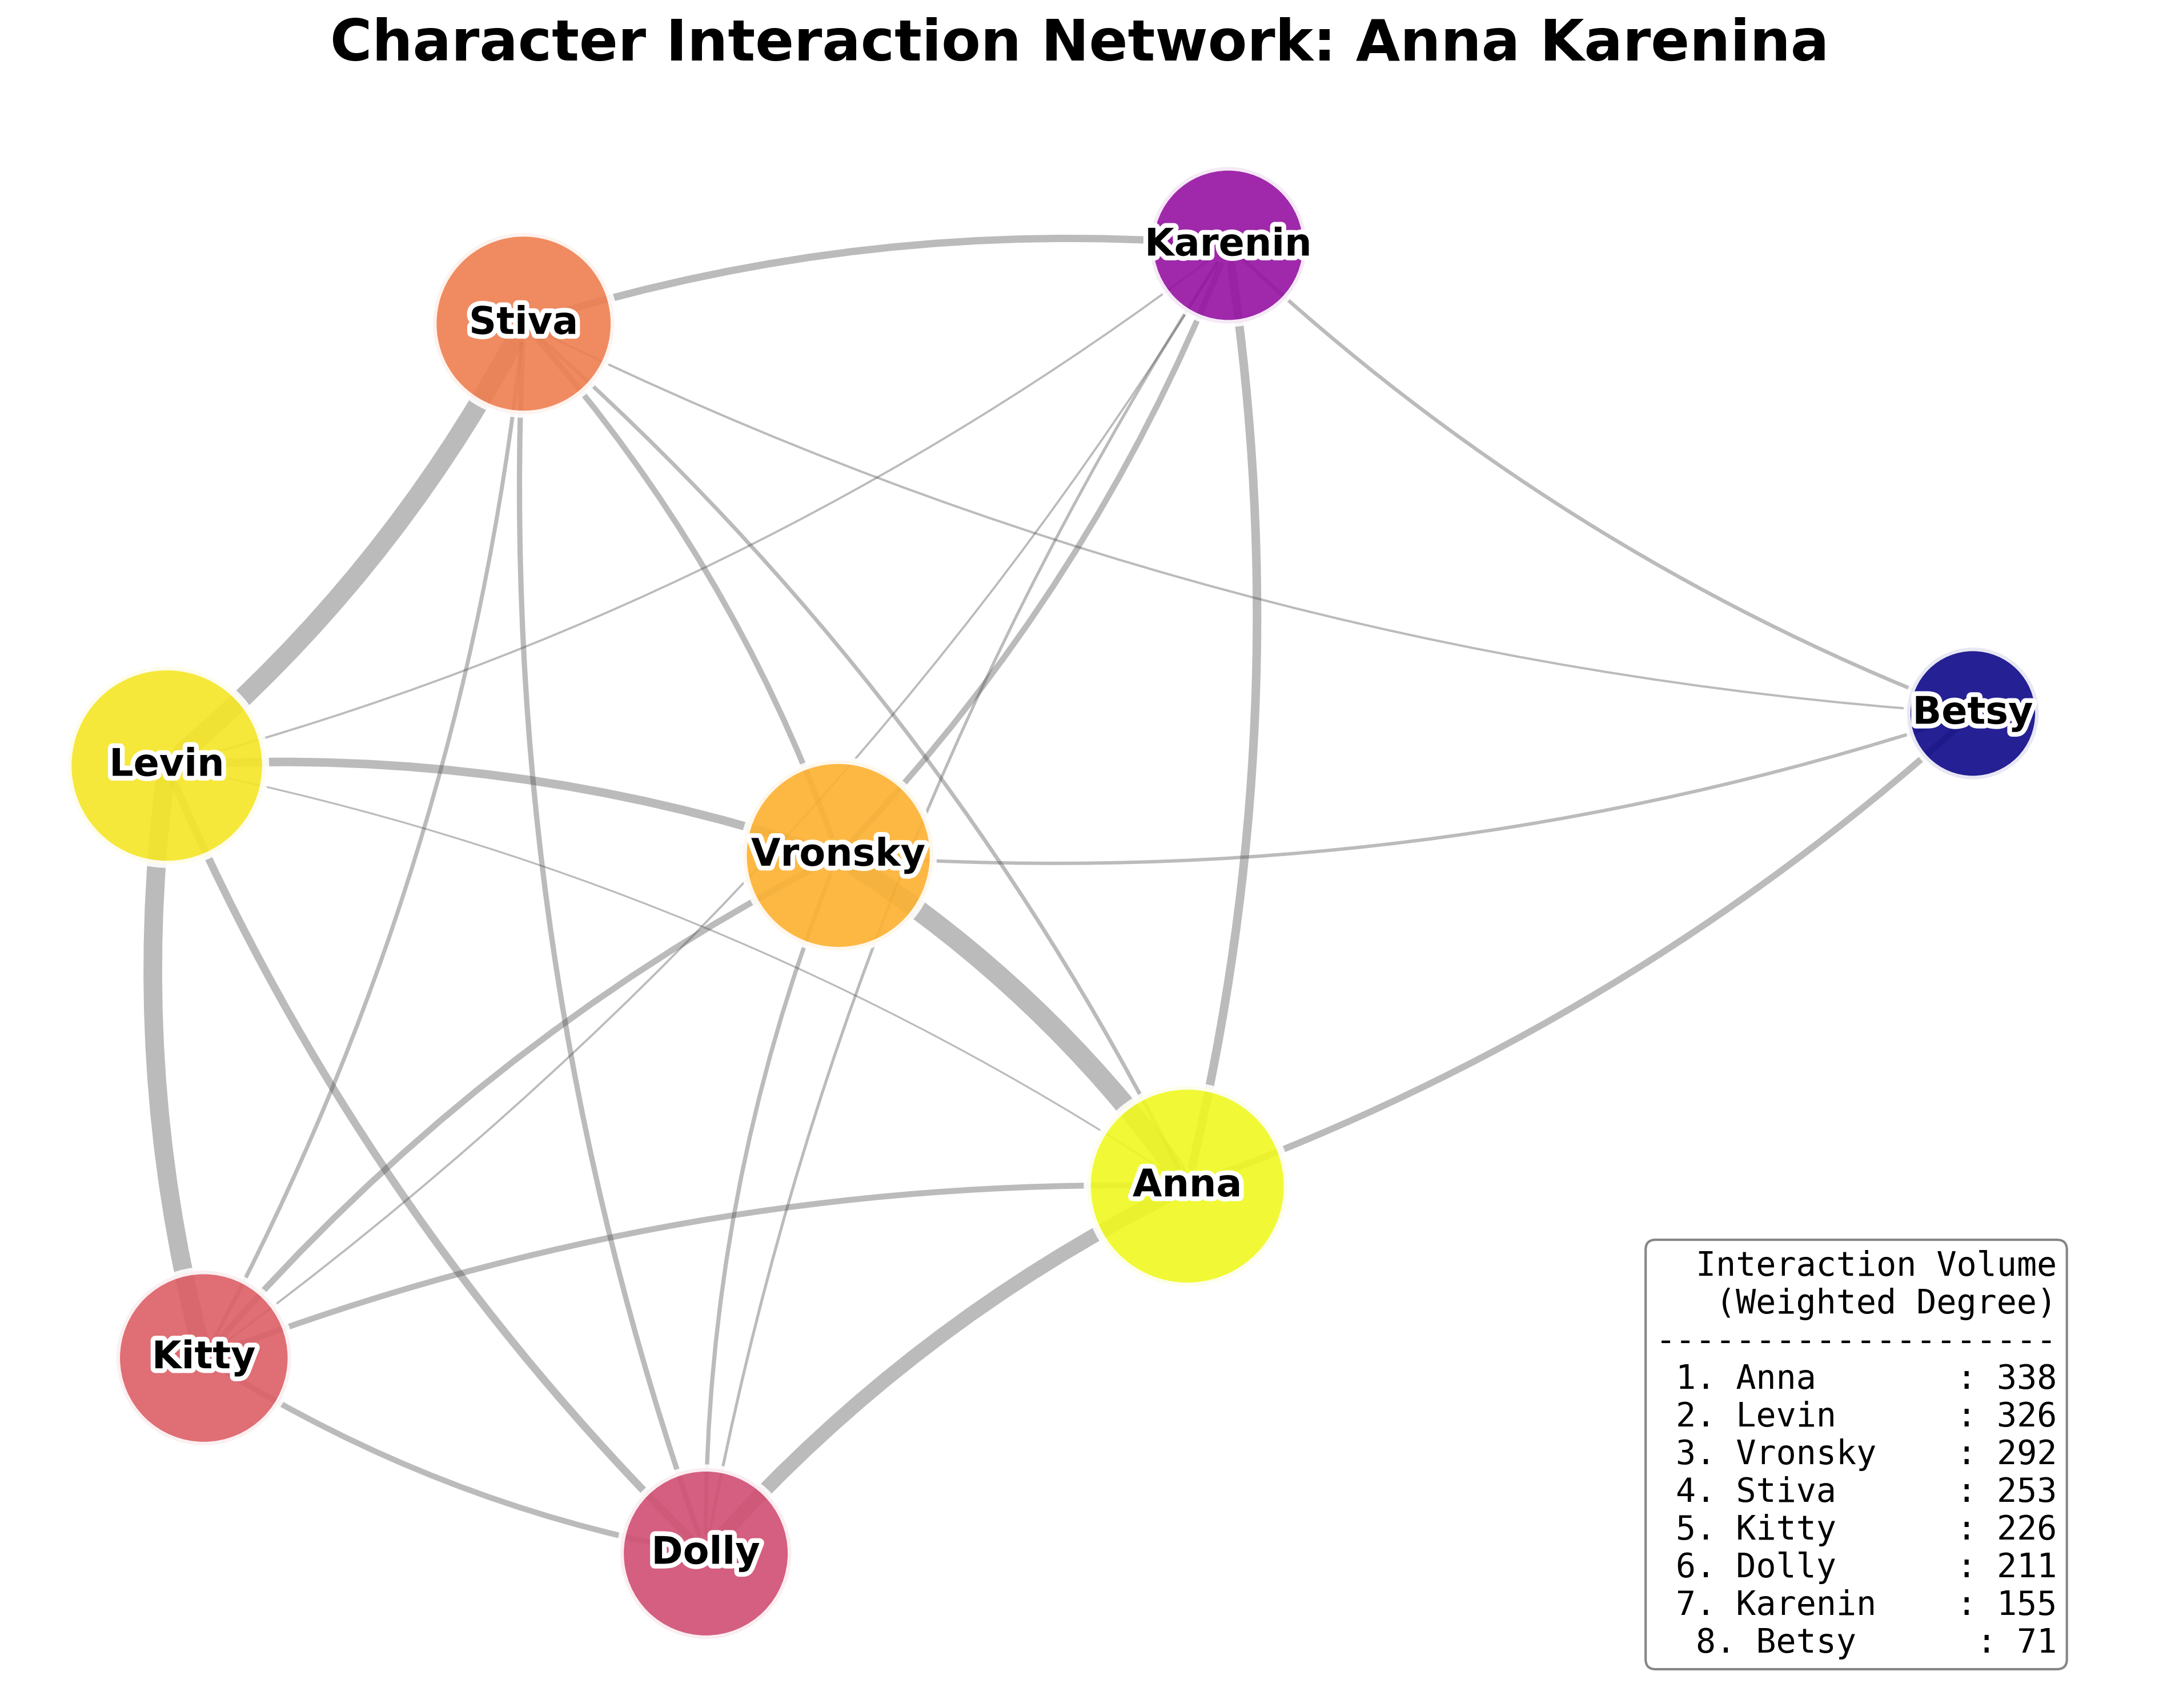 Character Interaction Network: Anna Karenina
Karenin
Stiva
Betsy
Levin
Vronsky
Anna
Kitty
Dolly
Interaction Volume
(Weighted Degree)
--------------------
1. Anna : 338
2. Levin : 326
3. Vronsky : 292
4. Stiva : 253
5. Kitty : 226
6. Dolly : 211
7. Karenin : 155
8. Betsy : 71